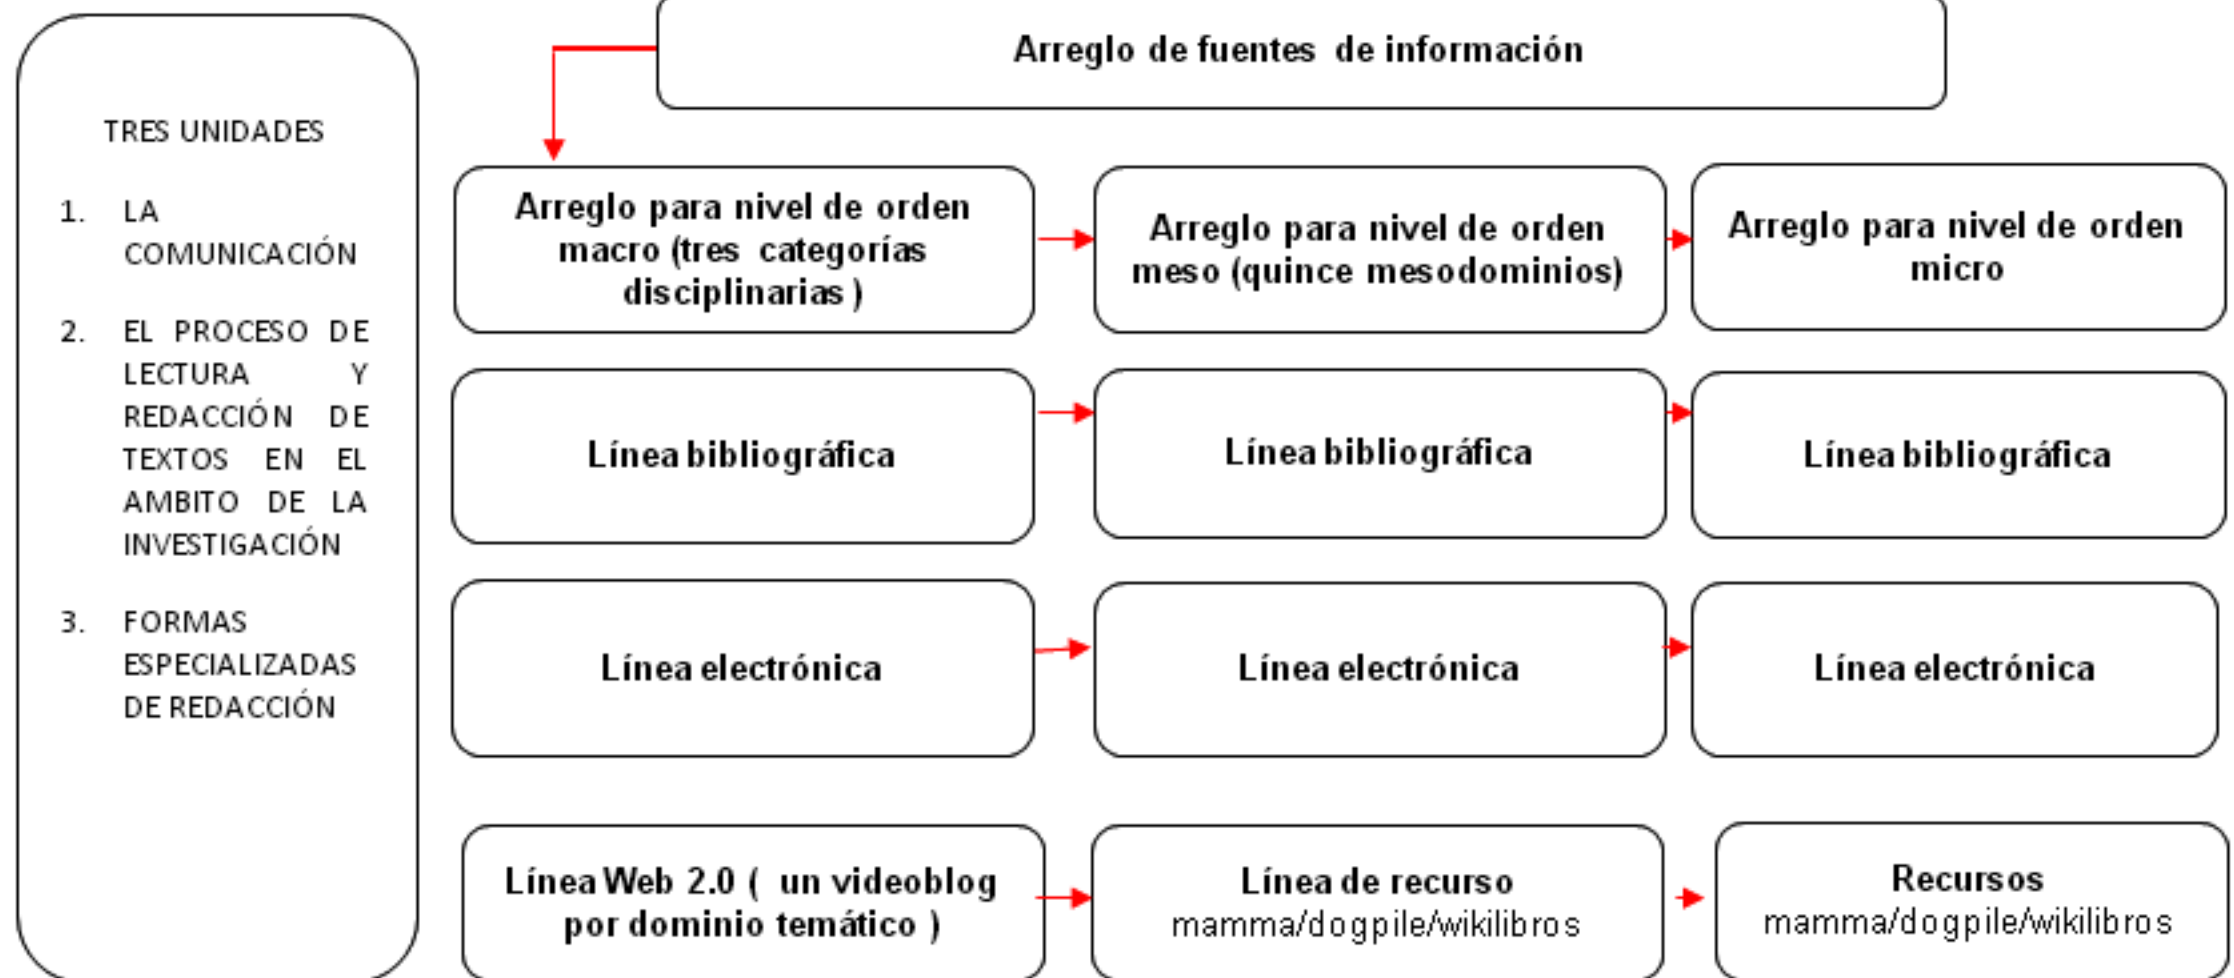 TRES UNIDADES
1. LA
COMUNICACIÓN
2. EL PROCESO DE
LECTURA Y
REDACCIÓN DE
TEXTOS EN EL
AMBITO DE LA
INVESTIGACIÓN
3. FORMAS
ESPECIALIZADAS
DE REDACCIÓN
Arreglo de fuentes de información
Arreglo para nivel de orden
macro (tres categorías
disciplinarias )
Arreglo para nivel de orden
meso (quince mesodominios)
Arreglo para nivel de orden
micro
Línea bibliográfica
Línea bibliográfica
Línea bibliográfica
Línea electrónica
Línea electrónica
Línea electrónica
Línea Web 2.0 ( un videoblog
por dominio temático )
Línea de recurso
mamma/dogpile/wikilibros
Recursos
mamma/dogpile/wikilibros